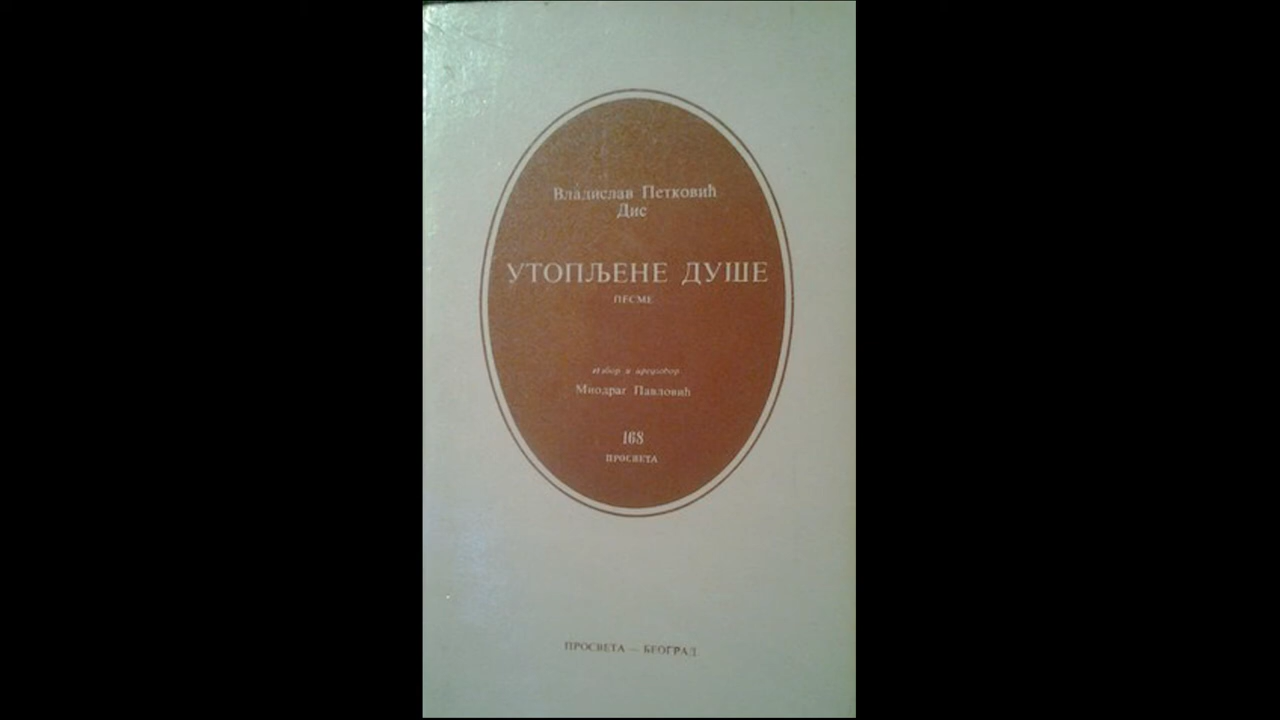 Владислав Петковић
Дис
УТОПЉЕНЕ ДУШЕ
ПЕСМЕ
Избор и предговор
Миодраг Павловић
168
ПРОСВЕТА
ПРОСВЕТА — БЕОГРАД